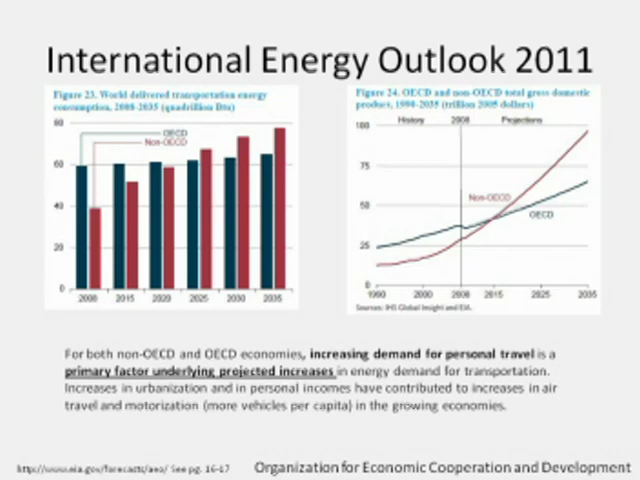 International Energy Outlook 2011
Figure 23. World delivered transportation energy
consumption, 2008-2035 (quadrillion Btu)
80
60
40
20
0
OECD
Non-OECD
2008 2015 2020 2025 2030 2035
Figure 24. OECD and non-OECD total gross domestic
product, 1990-2035 (trillion 2005 dollars)
History 2008 Projections
100
75
50
25
0
Non-OECD
OECD
1990 2000 2008 2015 2025 2035
Sources: IHS Global Insight and EIA.
For both non-OECD and OECD economies, increasing demand for personal travel is a
primary factor underlying projected increases in energy demand for transportation.
Increases in urbanization and in personal incomes have contributed to increases in air
travel and motorization (more vehicles per capita) in the growing economies.
http://www.eia.gov/forecasts/aeo/ See pg. 16-17
Organization for Economic Cooperation and Development